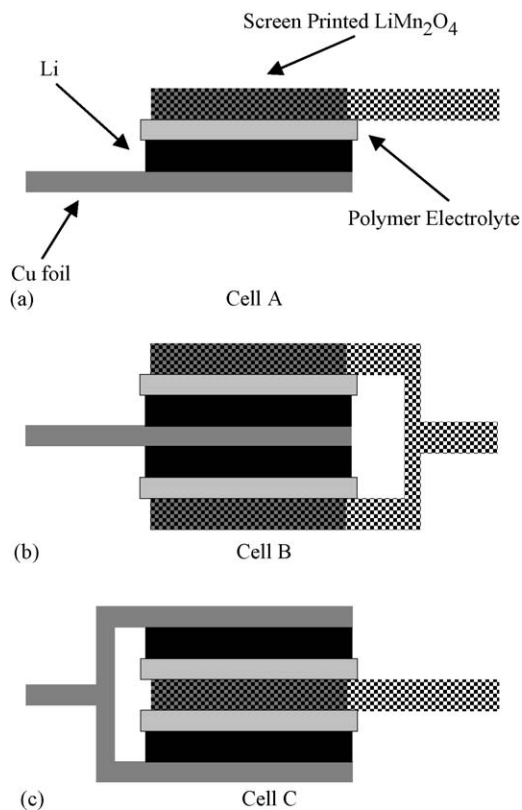 Screen Printed LiMn₂O₄
Li
Polymer Electrolyte
Cu foil
(a) Cell A
(b) Cell B
(c) Cell C